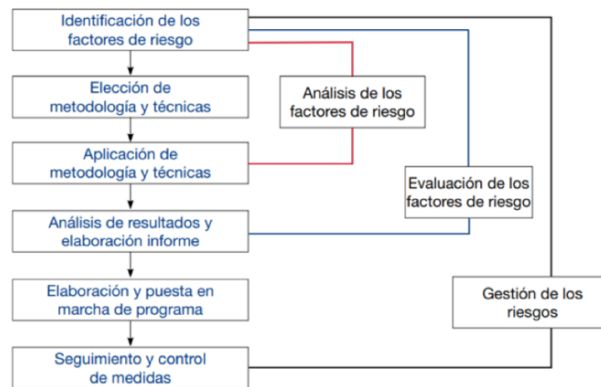 Identificación de los
factores de riesgo
Elección de
metodología y técnicas
Aplicación de
metodología y técnicas
Análisis de resultados y
elaboración informe
Elaboración y puesta en
marcha de programa
Seguimiento y control
de medidas
Análisis de los
factores de riesgo
Evaluación de los
factores de riesgo
Gestión de los
riesgos